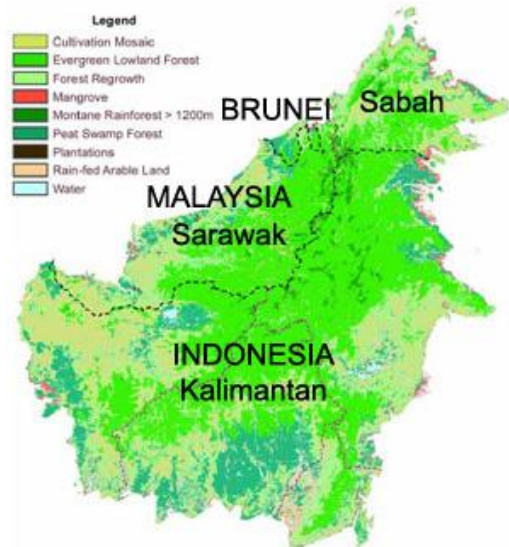 Legend
Cultivation Mosaic
Evergreen Lowland Forest
Forest Regrowth
Mangrove
Montane Rainforest > 1200m
Peat Swamp Forest
Plantations
Rain-fed Arable Land
Water
BRUNEI
Sabah
MALAYSIA
Sarawak
INDONESIA
Kalimantan